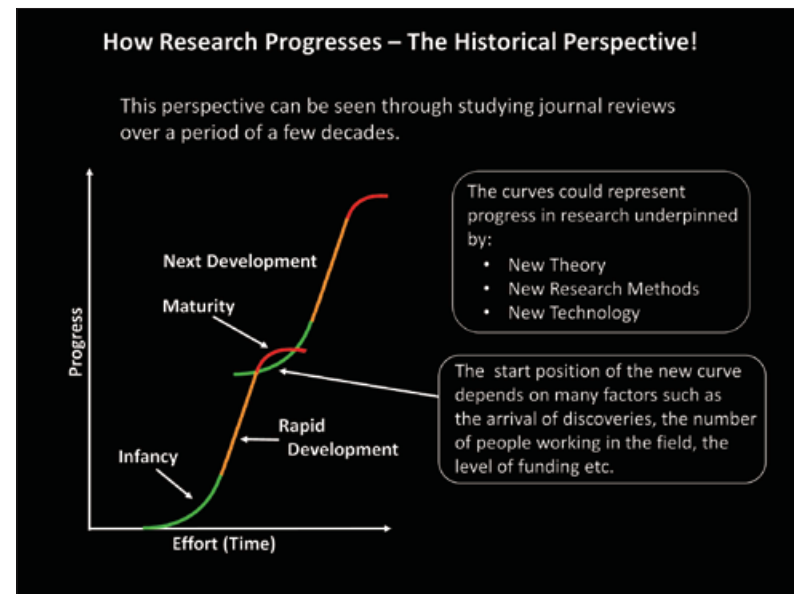 How Research Progresses – The Historical Perspective!
This perspective can be seen through studying journal reviews
over a period of a few decades.
The curves could represent
progress in research underpinned
by:
• New Theory
• New Research Methods
• New Technology
Next Development
Maturity
Progress
The start position of the new curve
depends on many factors such as
the arrival of discoveries, the number
of people working in the field, the
level of funding etc.
Rapid
Development
Infancy
Effort (Time)